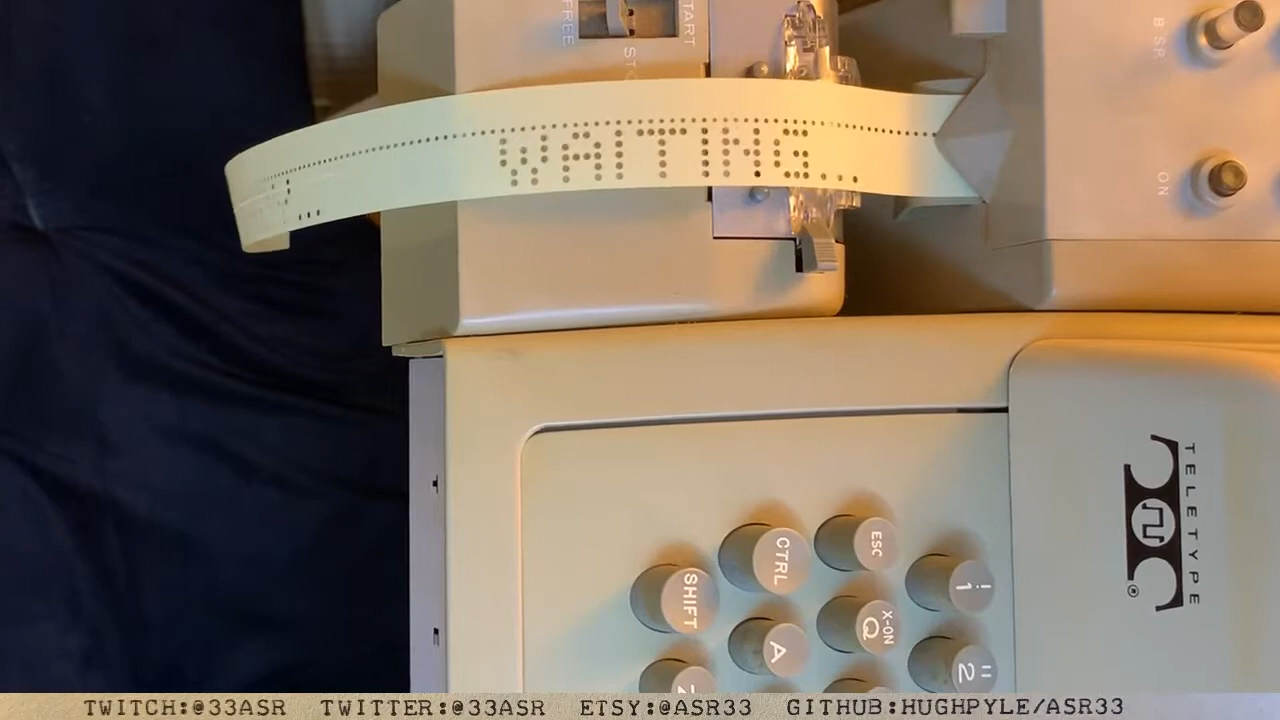 FREE
START
B.SP.
WAITING...
ON
TELETYPE
®
T
E
ESC
CTRL
SHIFT
! 1
X-ON
Q
A
" 2
Z
TWITCH:@33ASR TWITTER:@33ASR ETSY:@ASR33 GITHUB:HUGHPYLE/ASR33